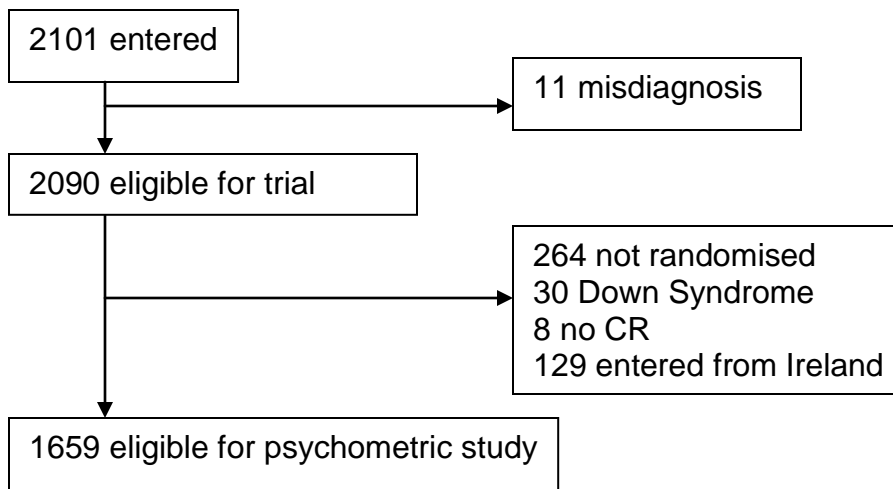 2101 entered
11 misdiagnosis
2090 eligible for trial
264 not randomised
30 Down Syndrome
8 no CR
129 entered from Ireland
1659 eligible for psychometric study